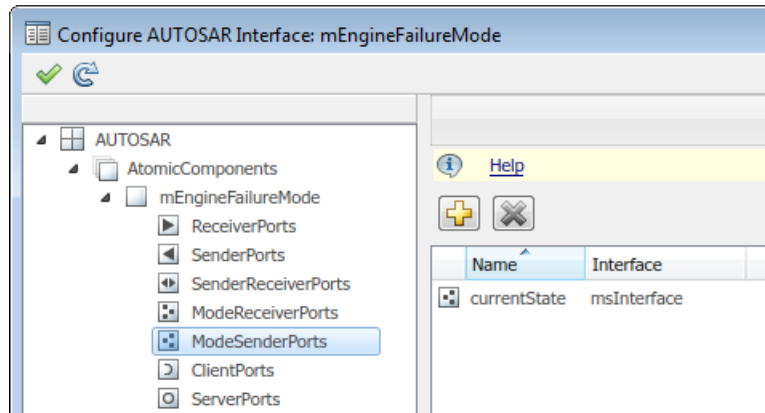 Configure AUTOSAR Interface: mEngineFailureMode
AUTOSAR
AtomicComponents
mEngineFailureMode
ReceiverPorts
SenderPorts
SenderReceiverPorts
ModeReceiverPorts
ModeSenderPorts
ClientPorts
ServerPorts
Help
Name Interface
currentState msInterface